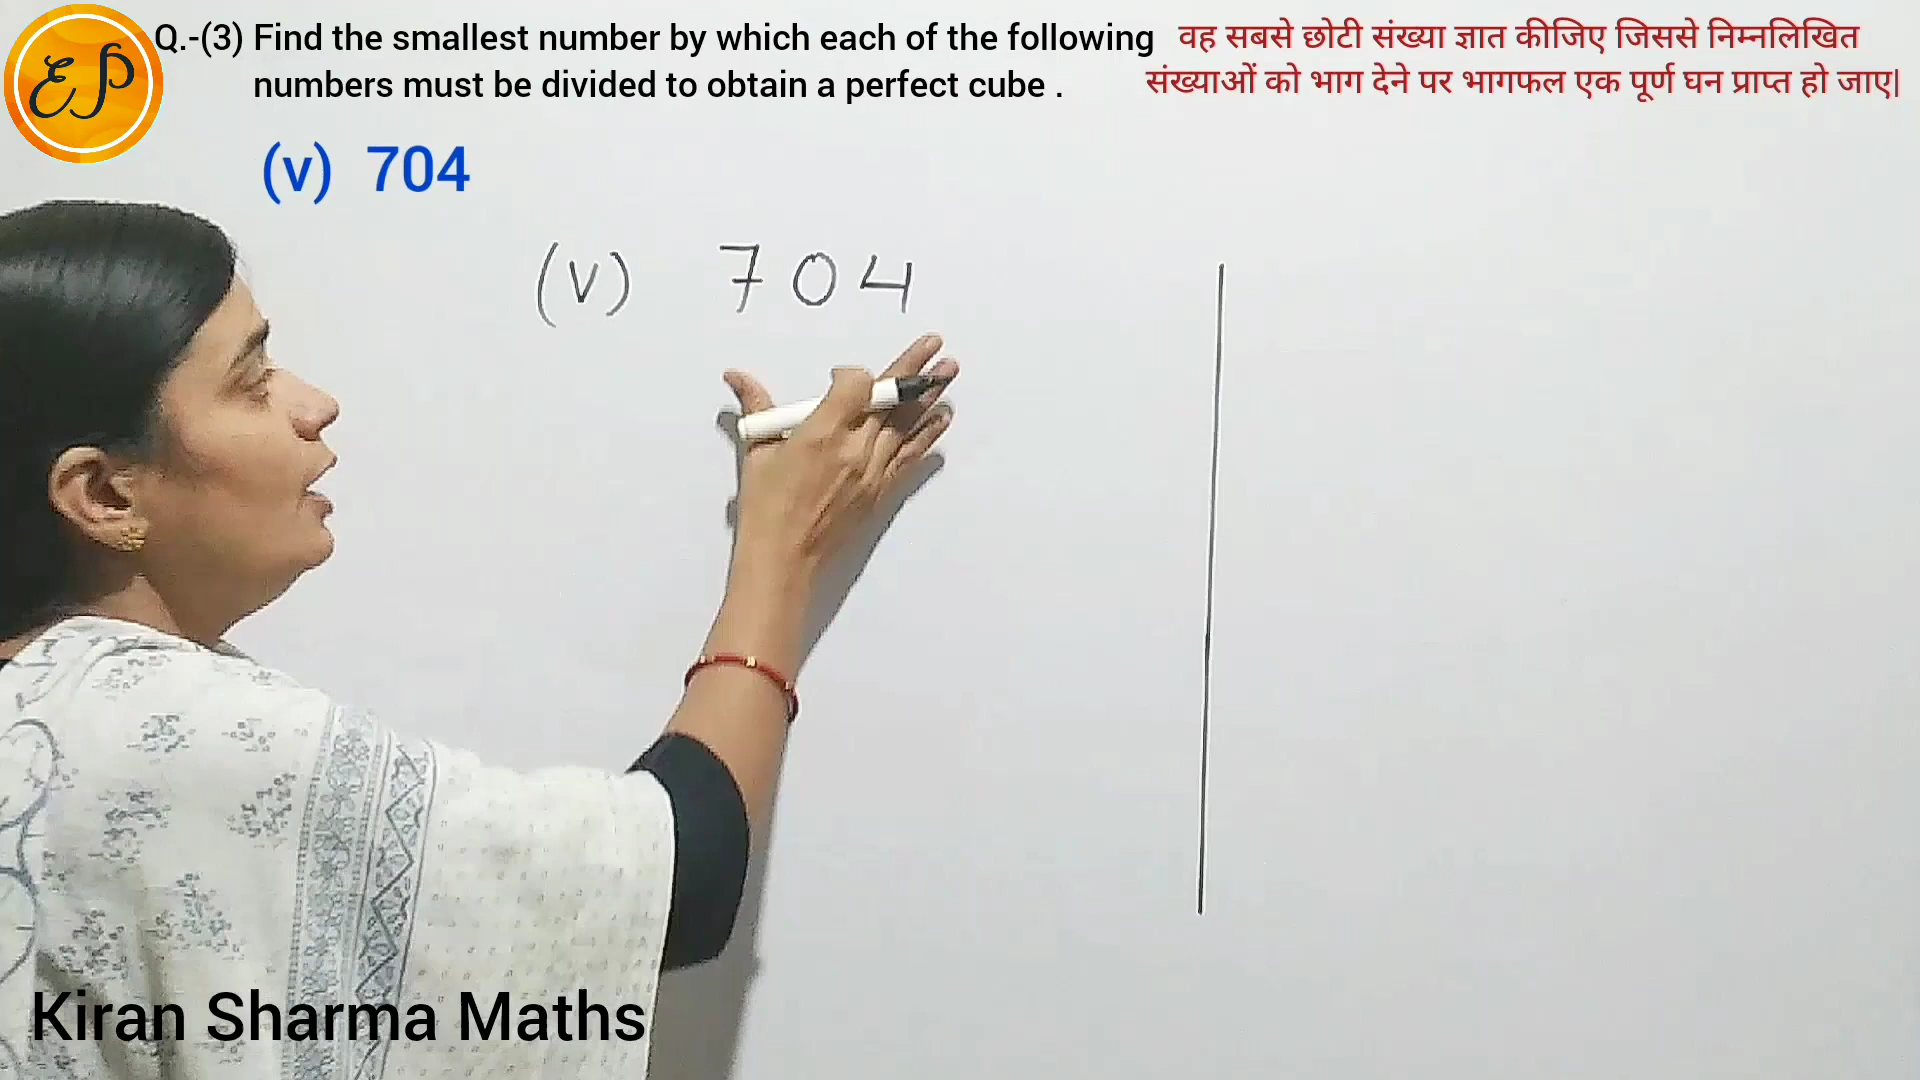 EP
Q.-(3) Find the smallest number by which each of the following
numbers must be divided to obtain a perfect cube .
वह सबसे छोटी संख्या ज्ञात कीजिए जिससे निम्नलिखित
संख्याओं को भाग देने पर भागफल एक पूर्ण घन प्राप्त हो जाए|
(v) 704
(v) 704
Kiran Sharma Maths